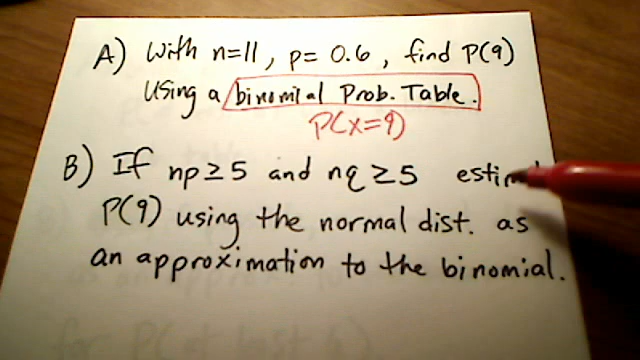 A) With n=11, p= 0.6, find P(9)
Using a binomial Prob. Table.
P(x=9)
B) If np≥5 and nq≥5
P(9) using the normal dist. as
an approximation to the binomial.